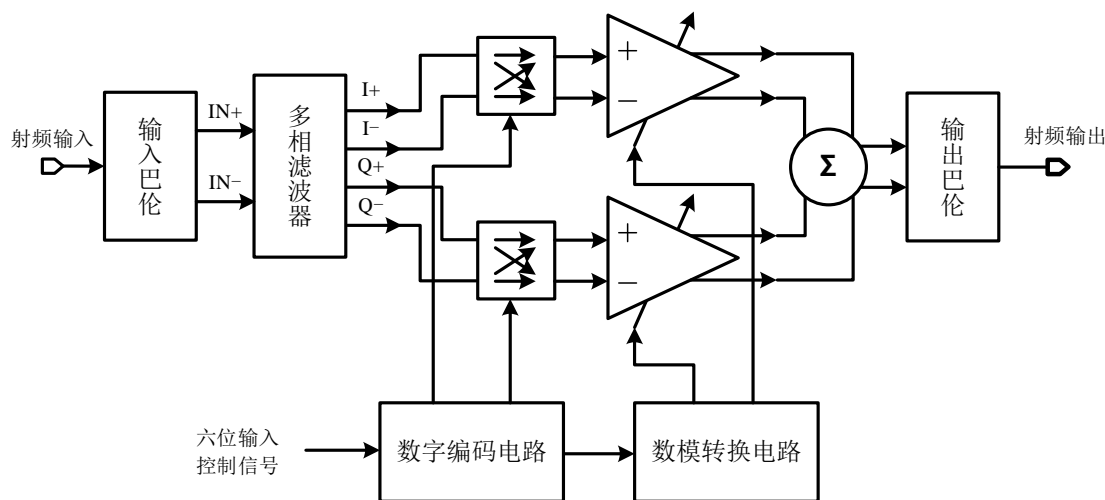 射频输入
输入巴伦
IN+
IN−
多相滤波器
I+
I−
Q+
Q−
+
−
+
−
Σ
输出巴伦
射频输出
六位输入
控制信号
数字编码电路
数模转换电路